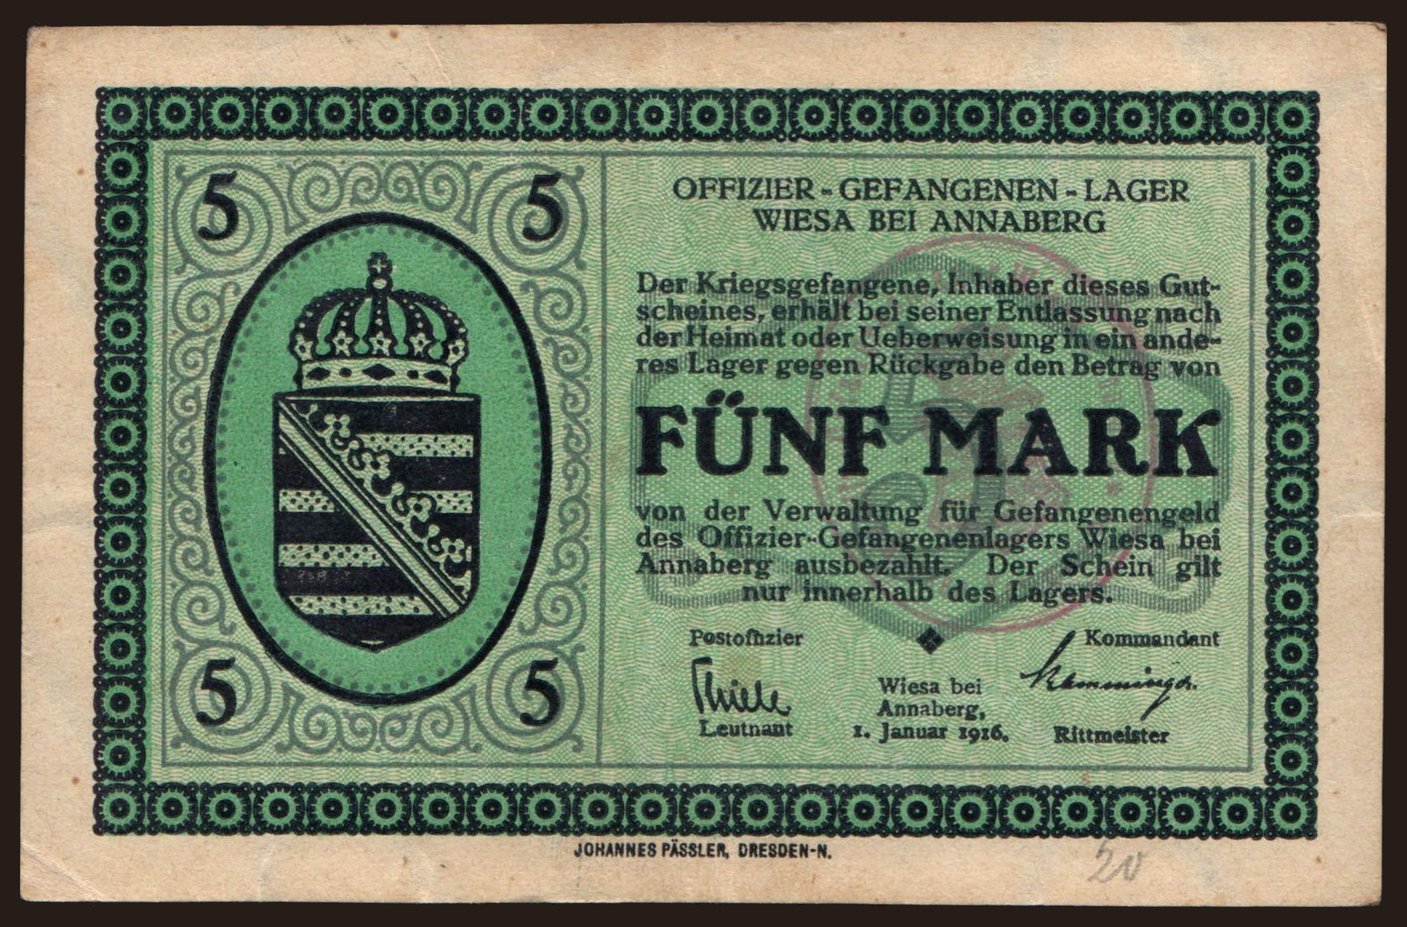 5 5
OFFIZIER-GEFANGENEN-LAGER
WIESA BEI ANNABERG
Der Kriegsgefangene, Inhaber dieses Gut-
scheines, erhält bei seiner Entlassung nach
der Heimat oder Ueberweisung in ein ande-
res Lager gegen Rückgabe den Betrag von
FÜNF MARK
von der Verwaltung für Gefangenengeld
des Offizier-Gefangenenlagers Wiesa bei
Annaberg ausbezahlt. Der Schein gilt
nur innerhalb des Lagers.
5
5 5
Postoffizier
Thiele
Leutnant
Wiesa bei
Annaberg,
1. Januar 1916.
Kommandant
Rittmeister
JOHANNES PÄSSLER, DRESDEN-N.
20